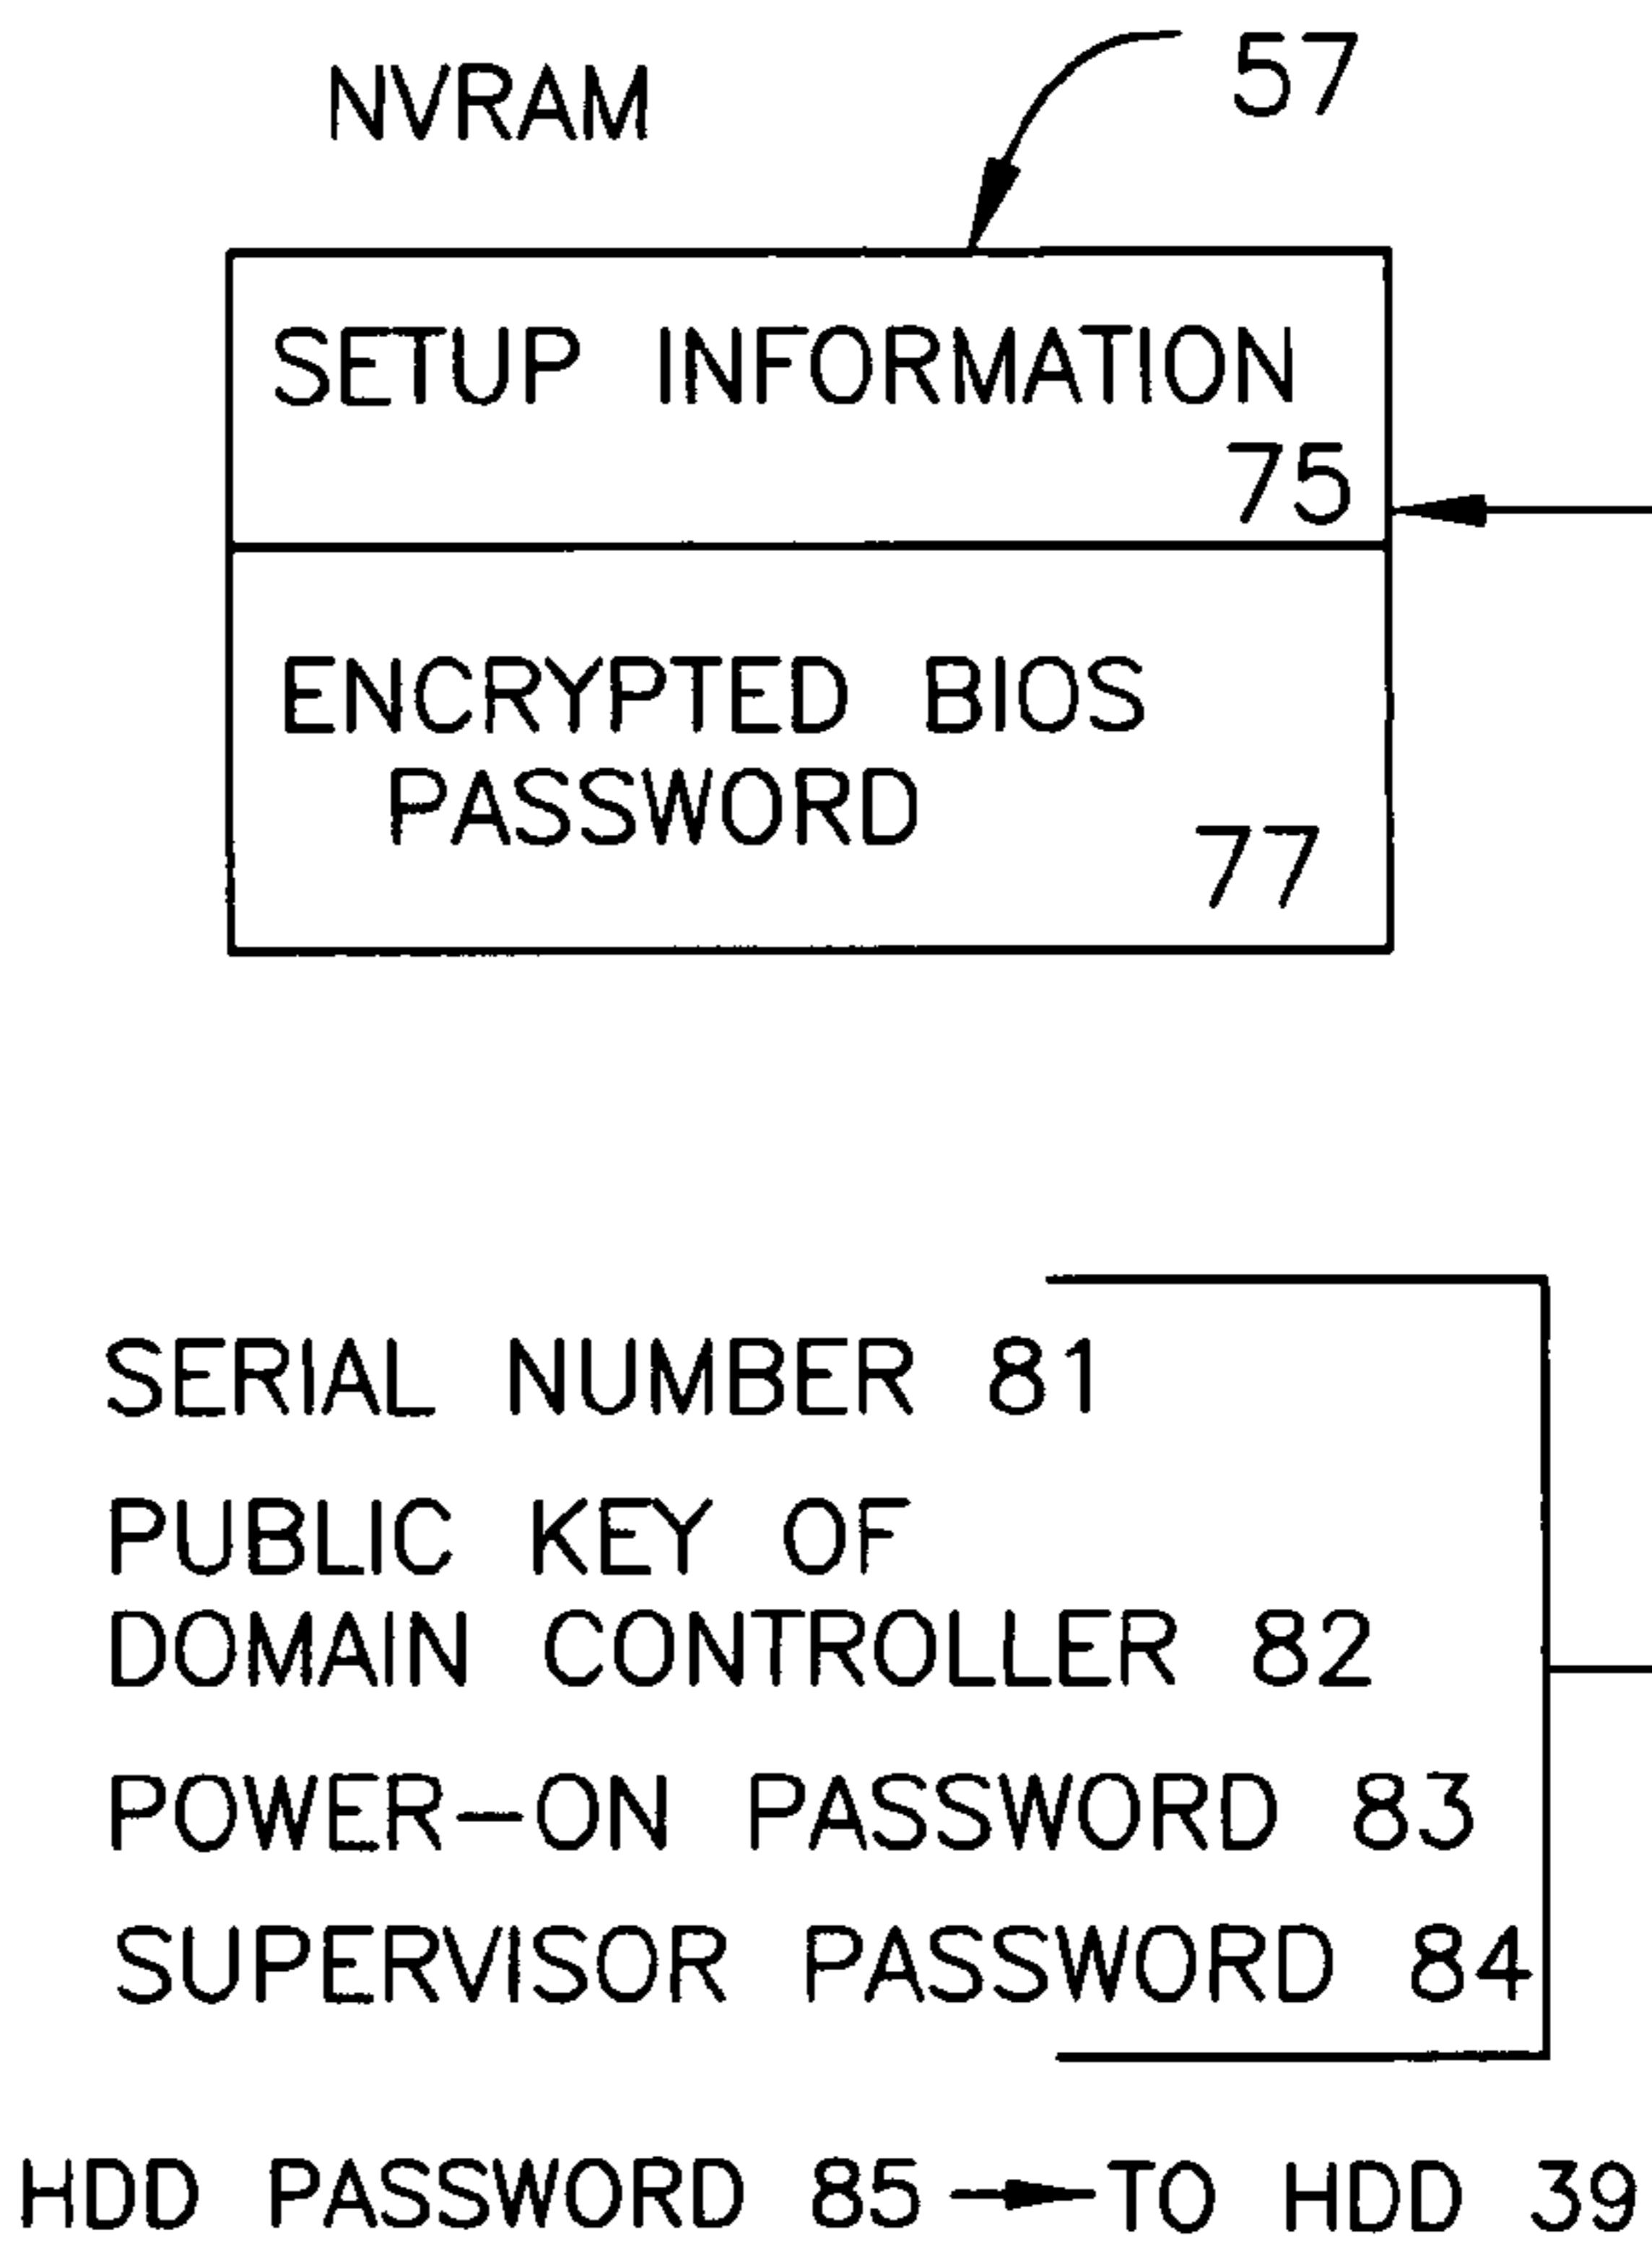 NVRAM 57
SETUP INFORMATION
75
ENCRYPTED BIOS
PASSWORD
77
SERIAL NUMBER 81
PUBLIC KEY OF
DOMAIN CONTROLLER 82
POWER-ON PASSWORD 83
SUPERVISOR PASSWORD 84
HDD PASSWORD 85 → TO HDD 39